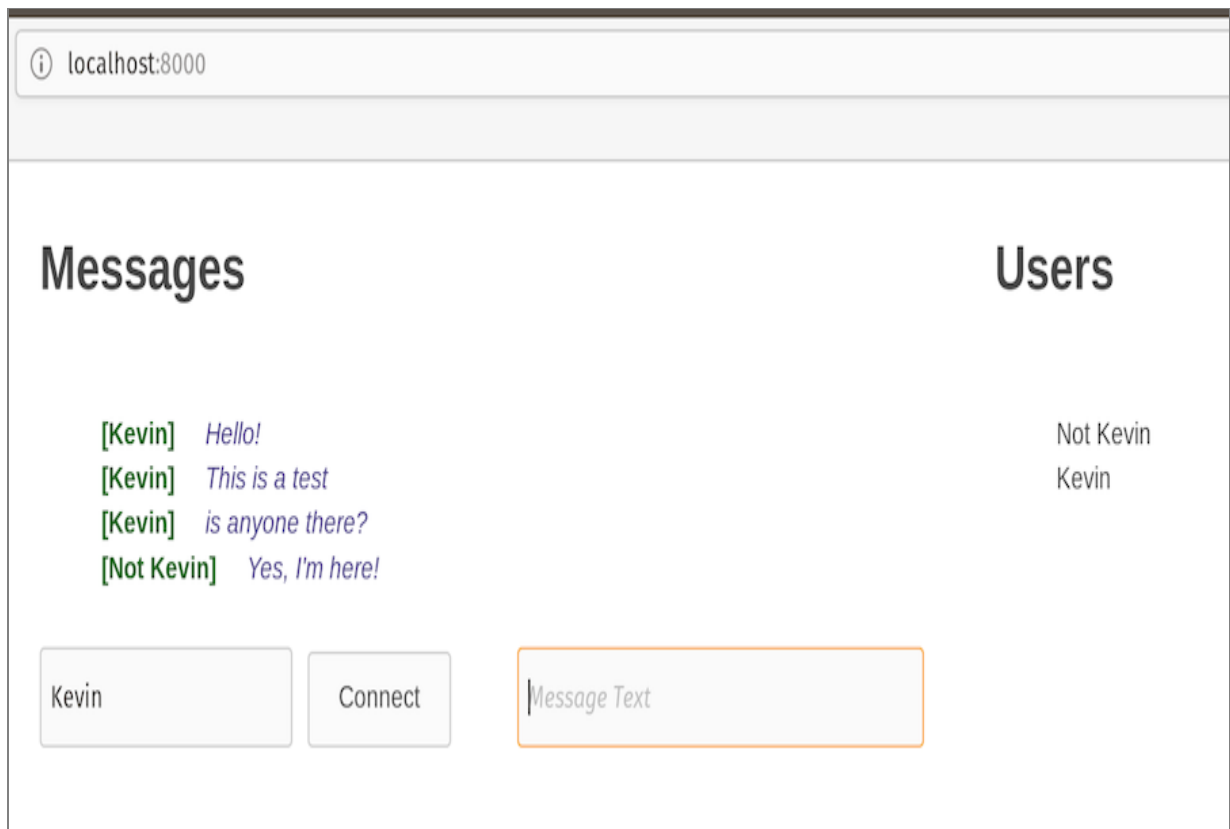 localhost:8000
Messages
Users
[Kevin] Hello!
[Kevin] This is a test
[Kevin] is anyone there?
[Not Kevin] Yes, I'm here!
Not Kevin
Kevin
Kevin
Connect
Message Text